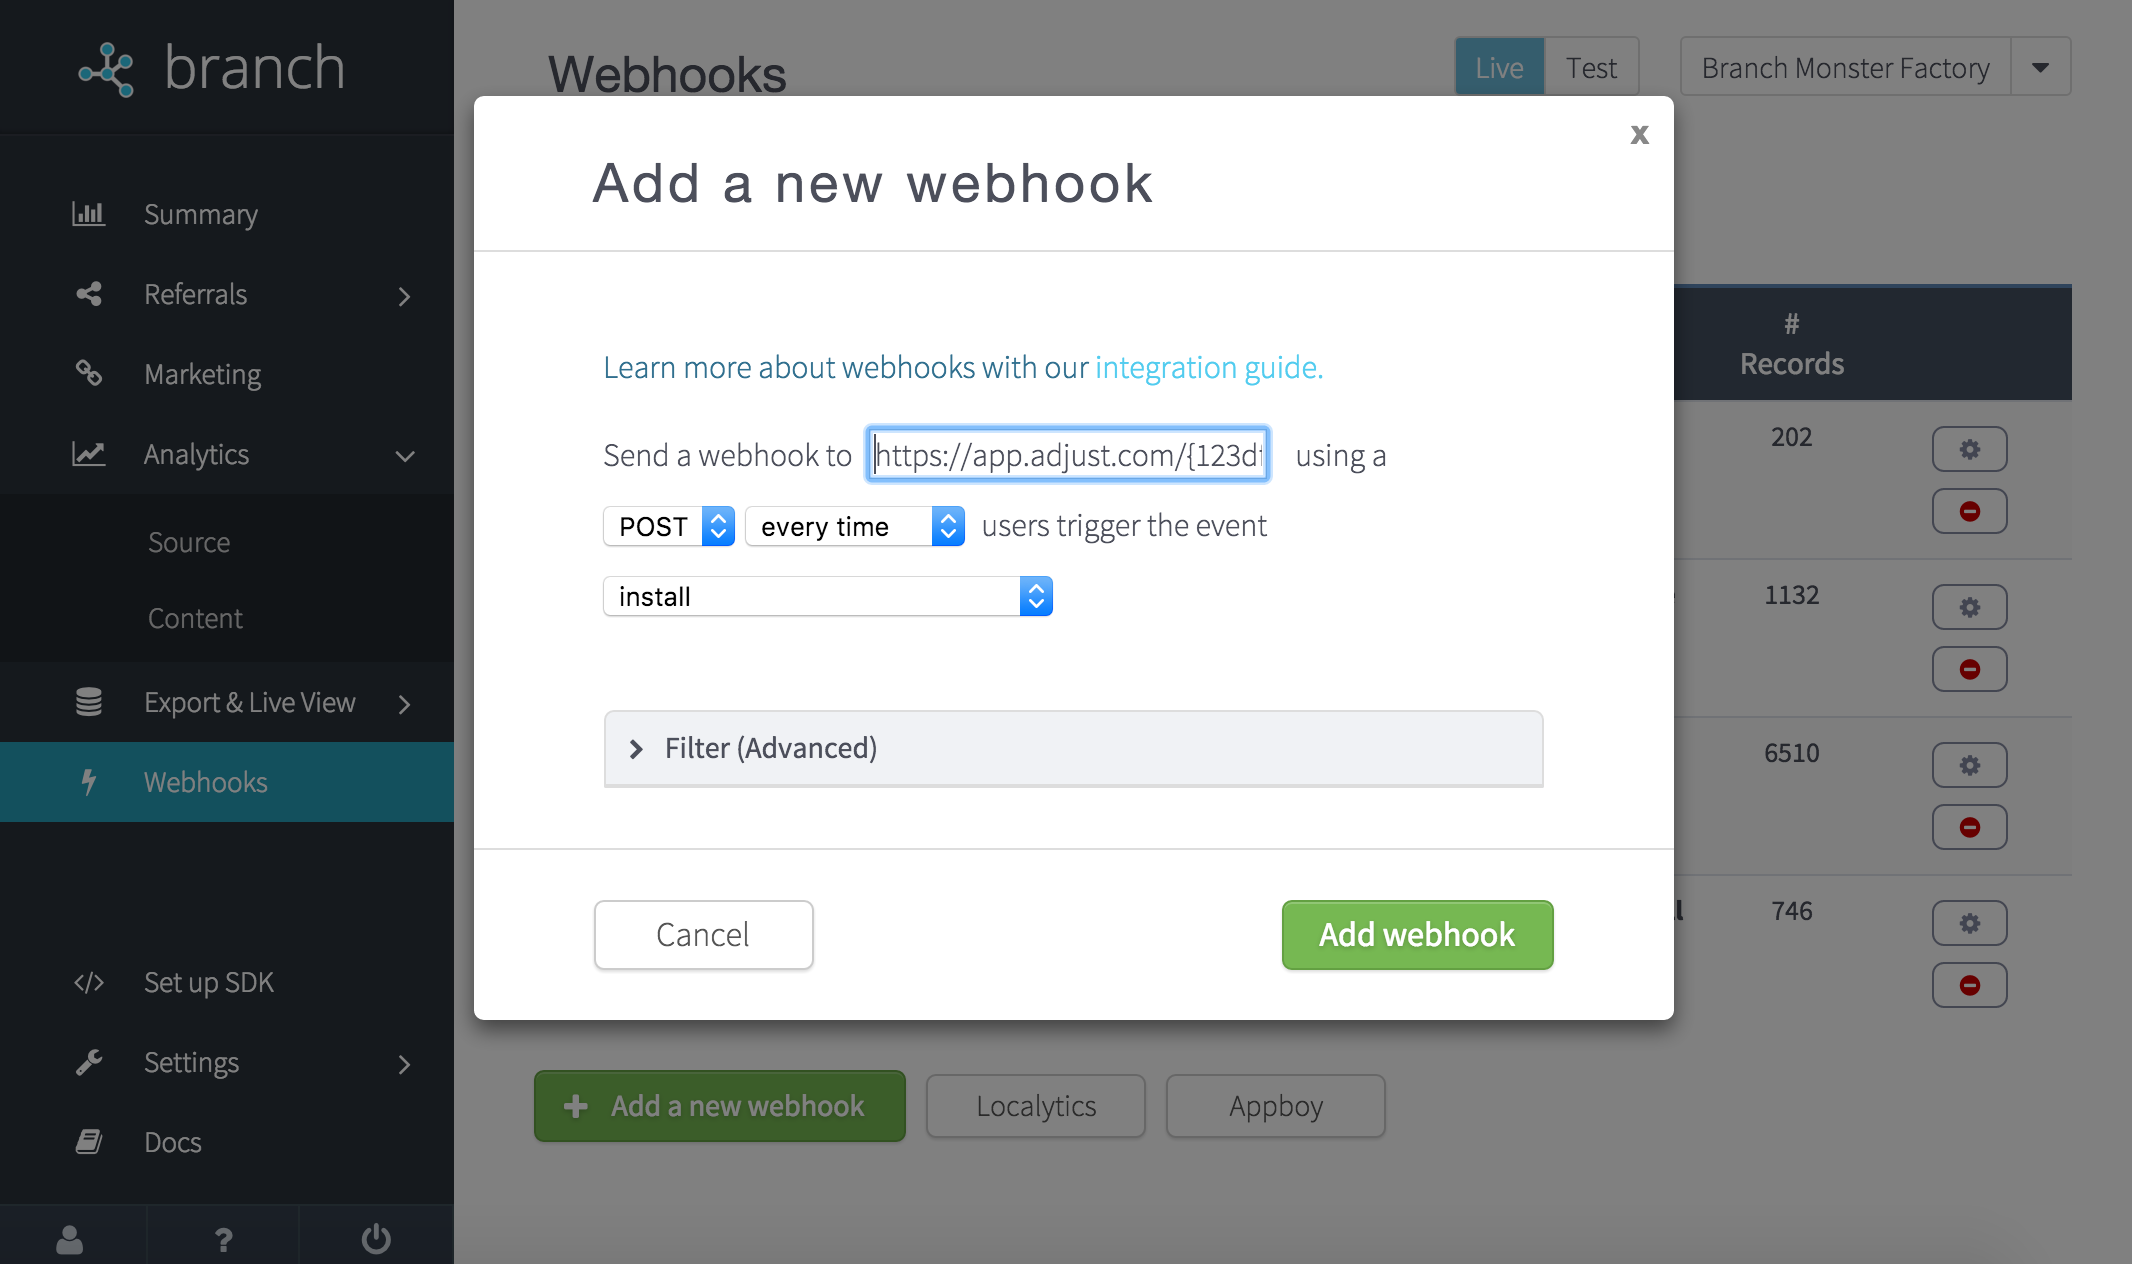 branch
Summary
Referrals
Marketing
Analytics
Source
Content
Export & Live View
Webhooks
Set up SDK
Settings
Docs
?
Webhooks
Live
Test
Branch Monster Factory
x
Add a new webhook
Learn more about webhooks with our integration guide.
Send a webhook to https://app.adjust.com/{123d using a
POST every time users trigger the event
install
Filter (Advanced)
Cancel
Add webhook
#
Records
202
1132
6510
746
+ Add a new webhook
Localytics
Appboy